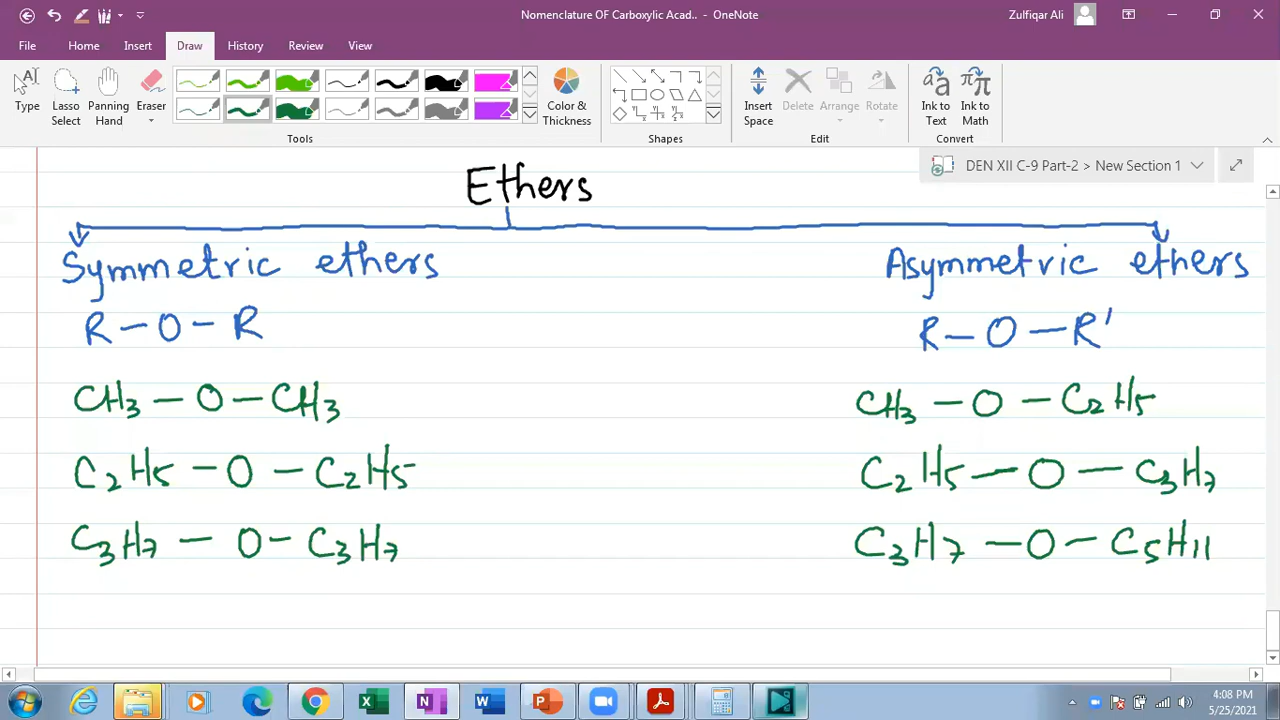 Nomenclature OF Carboxylic Acad.. - OneNote
Zulfiqar Ali
File Home Insert Draw History Review View
Type
Lasso Select
Panning Hand
Eraser
Color & Thickness
Insert Space
Delete
Arrange
Rotate
Ink to Text
Ink to Math
Tools
Shapes
Edit
Convert
DEN XII C-9 Part-2 > New Section 1
Ethers
Symmetric ethers
Asymmetric ethers
R - O - R
R - O - R'
CH3 - O - CH3
CH3 - O - C2H5
C2H5 - O - C2H5
C2H5 - O - C3H7
C3H7 - O - C3H7
C3H7 - O - C5H11
4:08 PM
5/25/2021